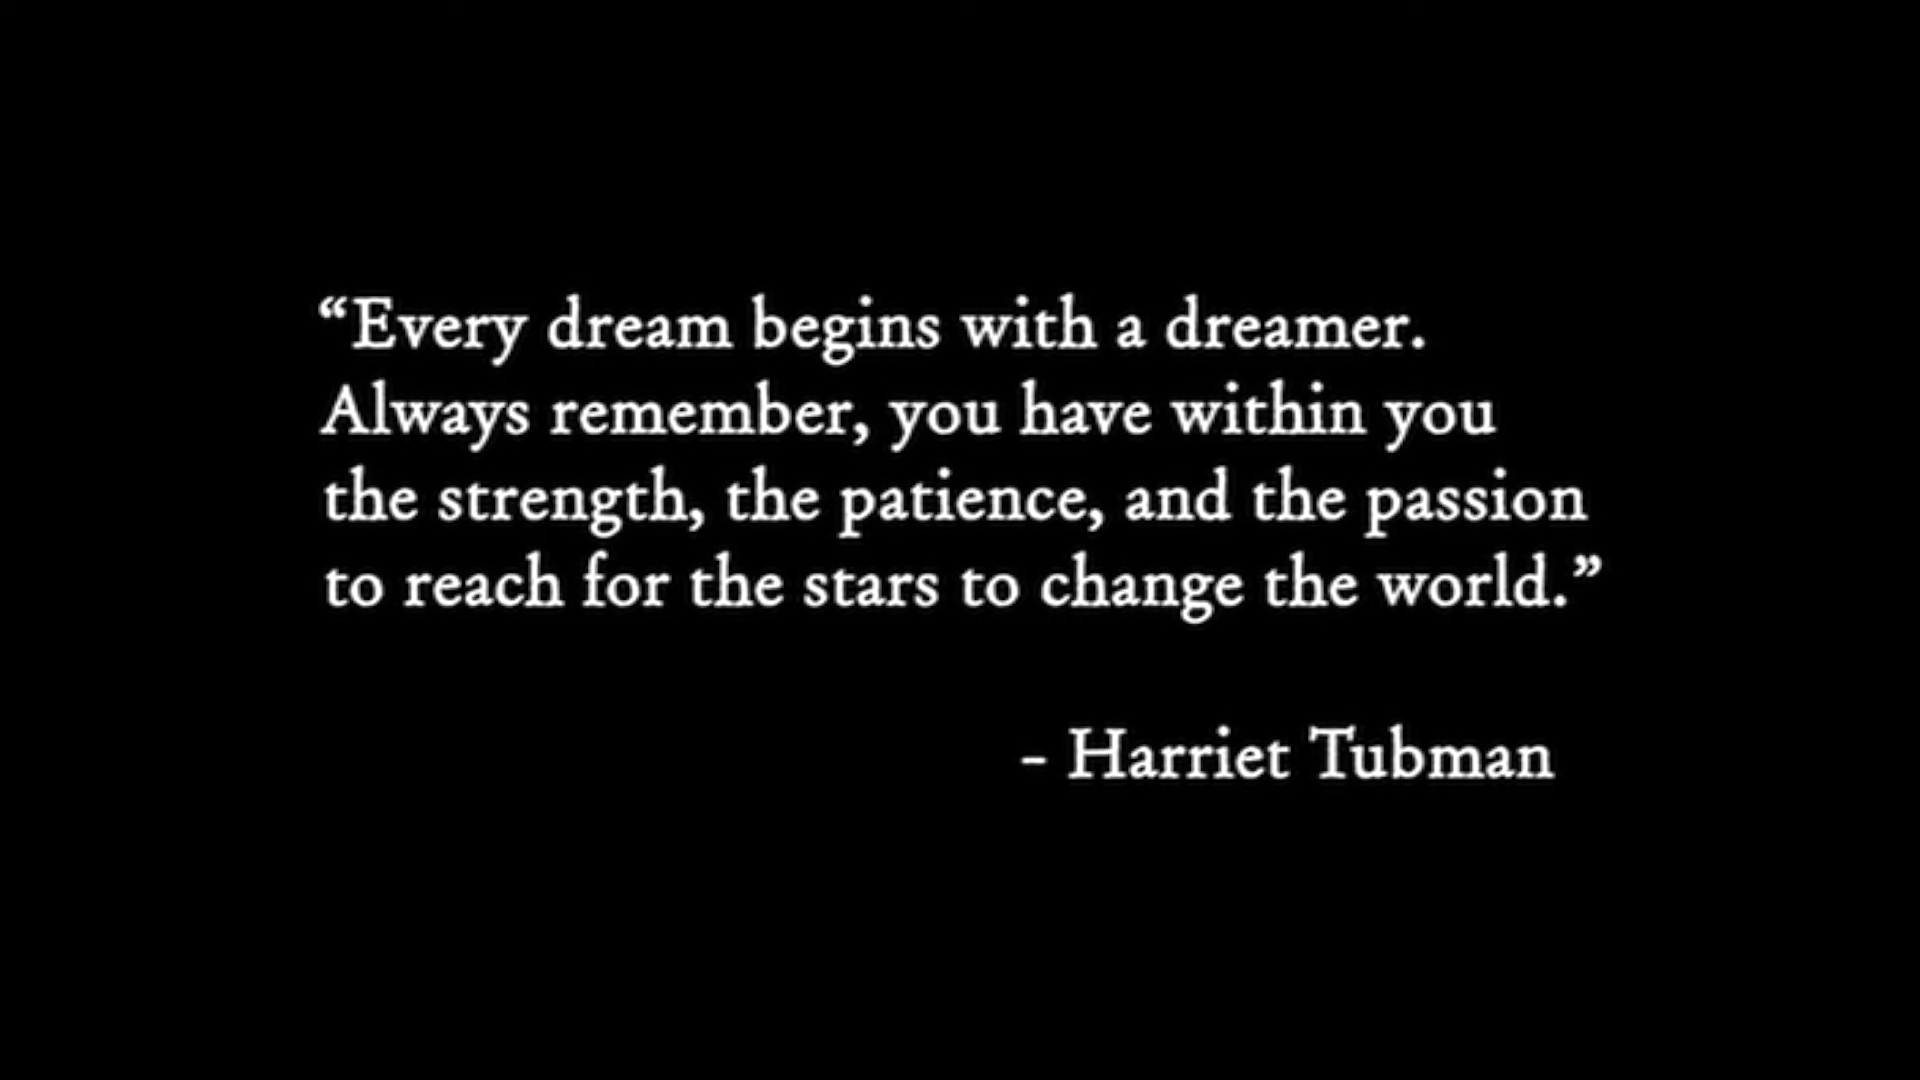 “Every dream begins with a dreamer.
Always remember, you have within you
the strength, the patience, and the passion
to reach for the stars to change the world.”
- Harriet Tubman